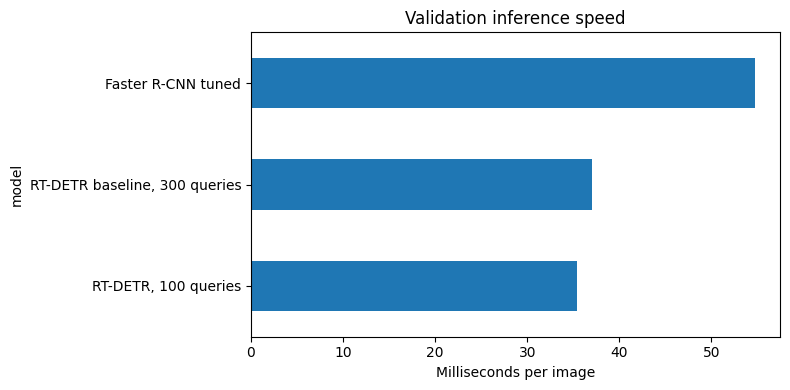 Validation inference speed
model
Faster R-CNN tuned
RT-DETR baseline, 300 queries
RT-DETR, 100 queries
0 10 20 30 40 50
Milliseconds per image